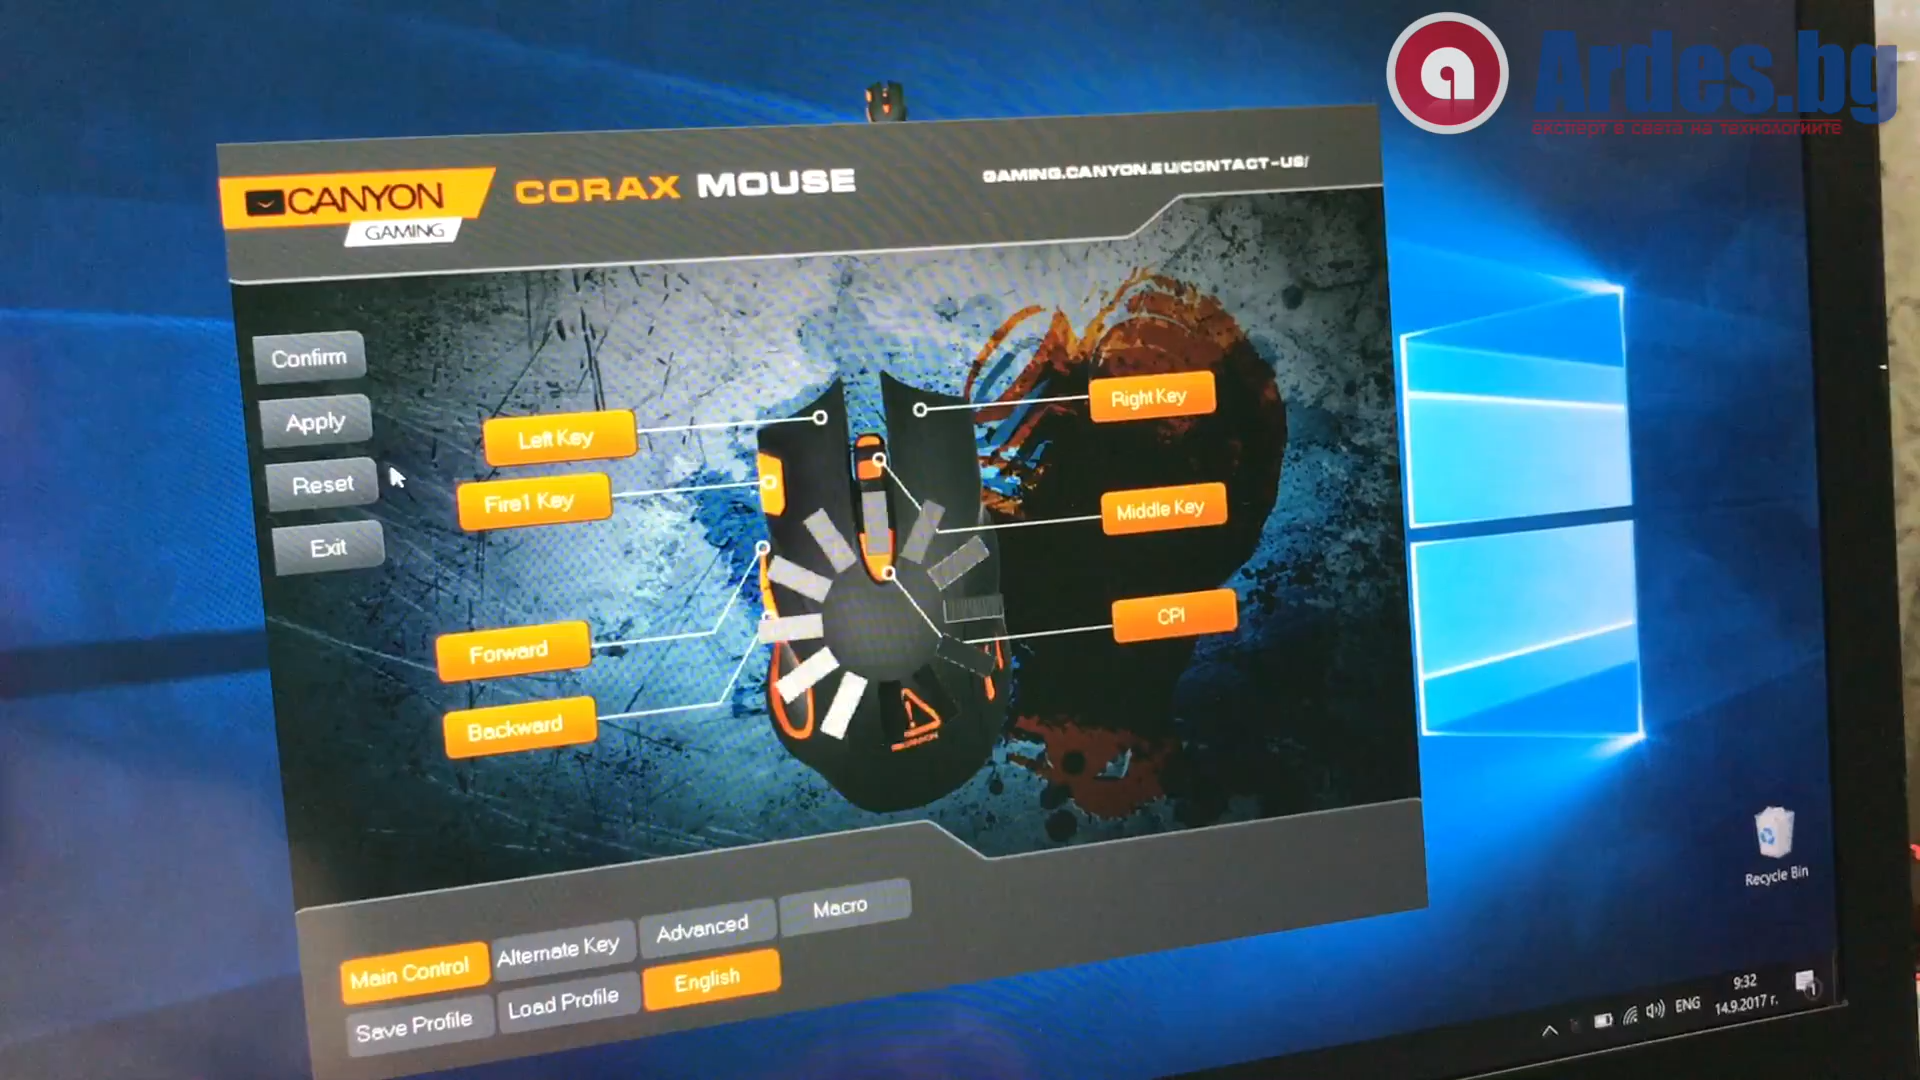 Ardes.bg
експерт в света на технологиите
CANYON
GAMING
CORAX MOUSE
GAMING.CANYON.EU/CONTACT-US/
Confirm
Apply
Reset
Exit
Left Key
Fire1 Key
Forward
Backward
Right Key
Middle Key
CPI
CANYON
Main Control
Alternate Key
Advanced
Macro
Save Profile
Load Profile
English
Recycle Bin
ENG
9:32
14.9.2017 г.
1